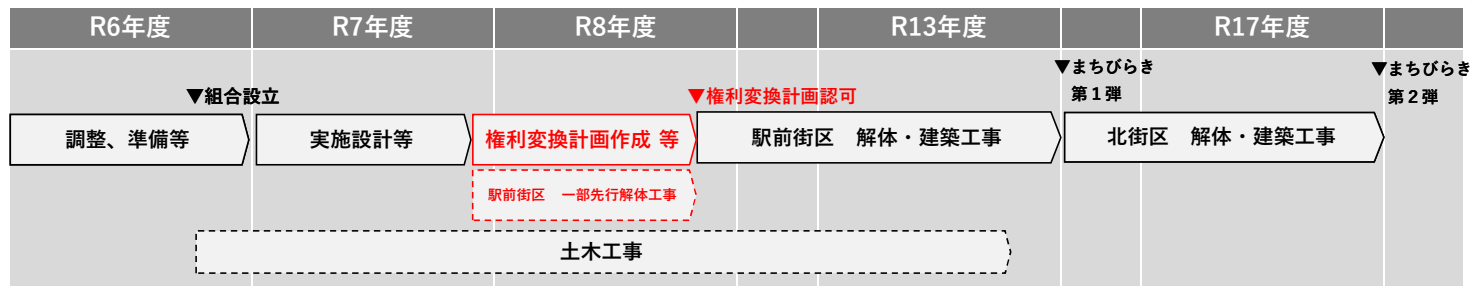 R6年度 R7年度 R8年度 R13年度 R17年度
▼まちびらき
第１弾
▼まちびらき
第２弾
▼組合設立
▼権利変換計画認可
調整、準備等
実施設計等
権利変換計画作成 等
駅前街区　解体・建築工事
北街区　解体・建築工事
駅前街区　一部先行解体工事
土木工事